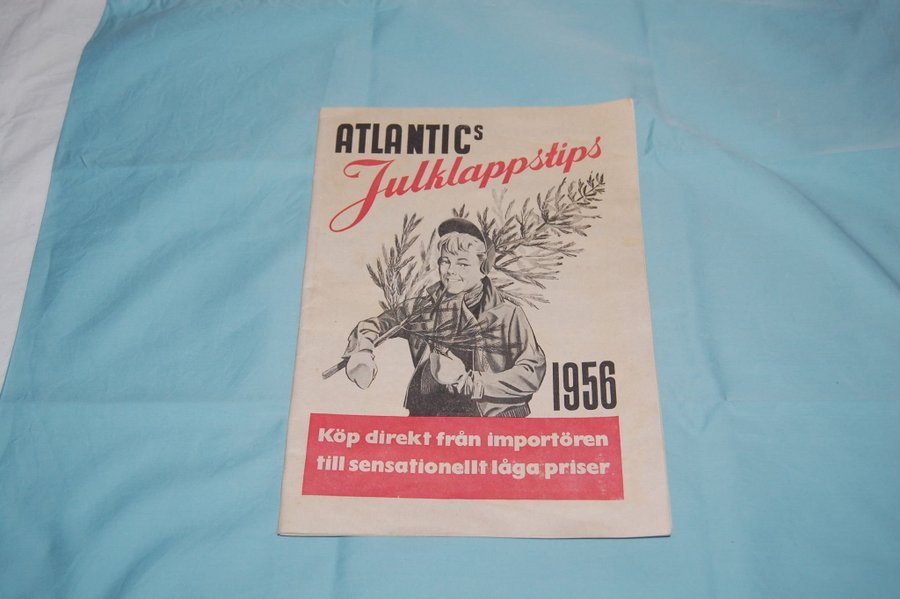 ATLANTICs
Julklappstips
1956
Köp direkt från importören
till sensationellt låga priser